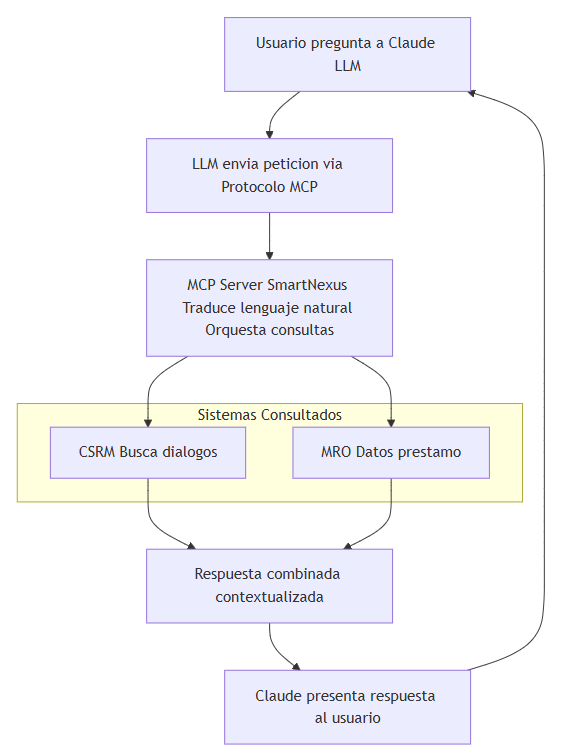 Usuario pregunta a Claude
LLM
LLM envia peticion via
Protocolo MCP
MCP Server SmartNexus
Traduce lenguaje natural
Orquesta consultas
Sistemas Consultados
CSRM Busca dialogos
MRO Datos prestamo
Respuesta combinada
contextualizada
Claude presenta respuesta
al usuario